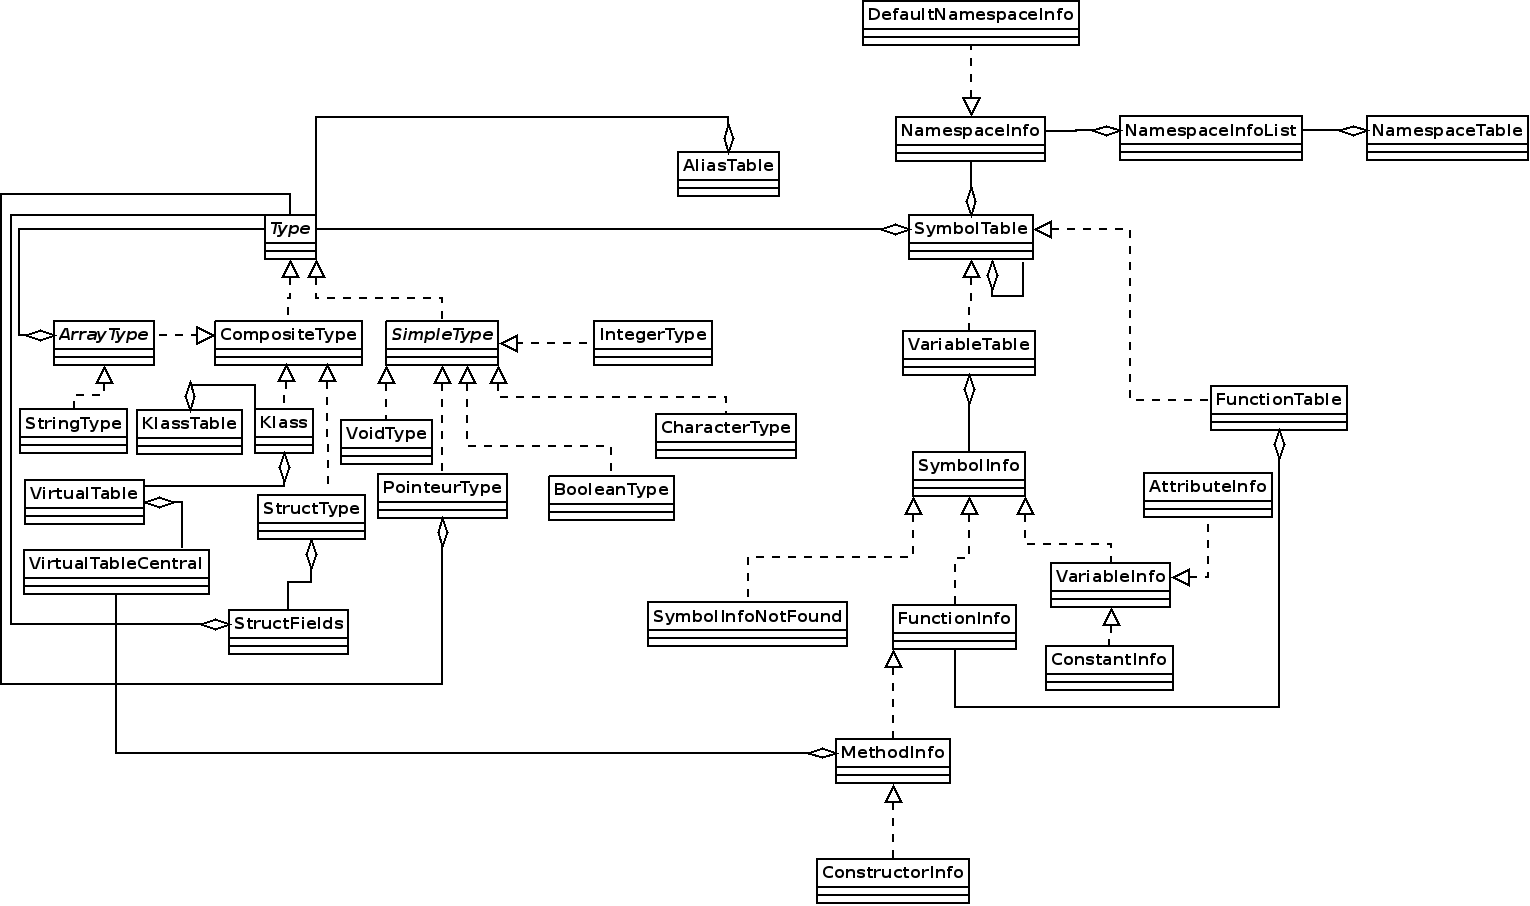 DefaultNamespaceInfo
NamespaceInfo
NamespaceInfoList
NamespaceTable
AliasTable
Type
SymbolTable
ArrayType
CompositeType
SimpleType
IntegerType
VariableTable
StringType
KlassTable
Klass
VoidType
CharacterType
FunctionTable
SymbolInfo
VirtualTable
StructType
PointeurType
BooleanType
AttributeInfo
VirtualTableCentral
VariableInfo
StructFields
SymbolInfoNotFound
FunctionInfo
ConstantInfo
MethodInfo
ConstructorInfo